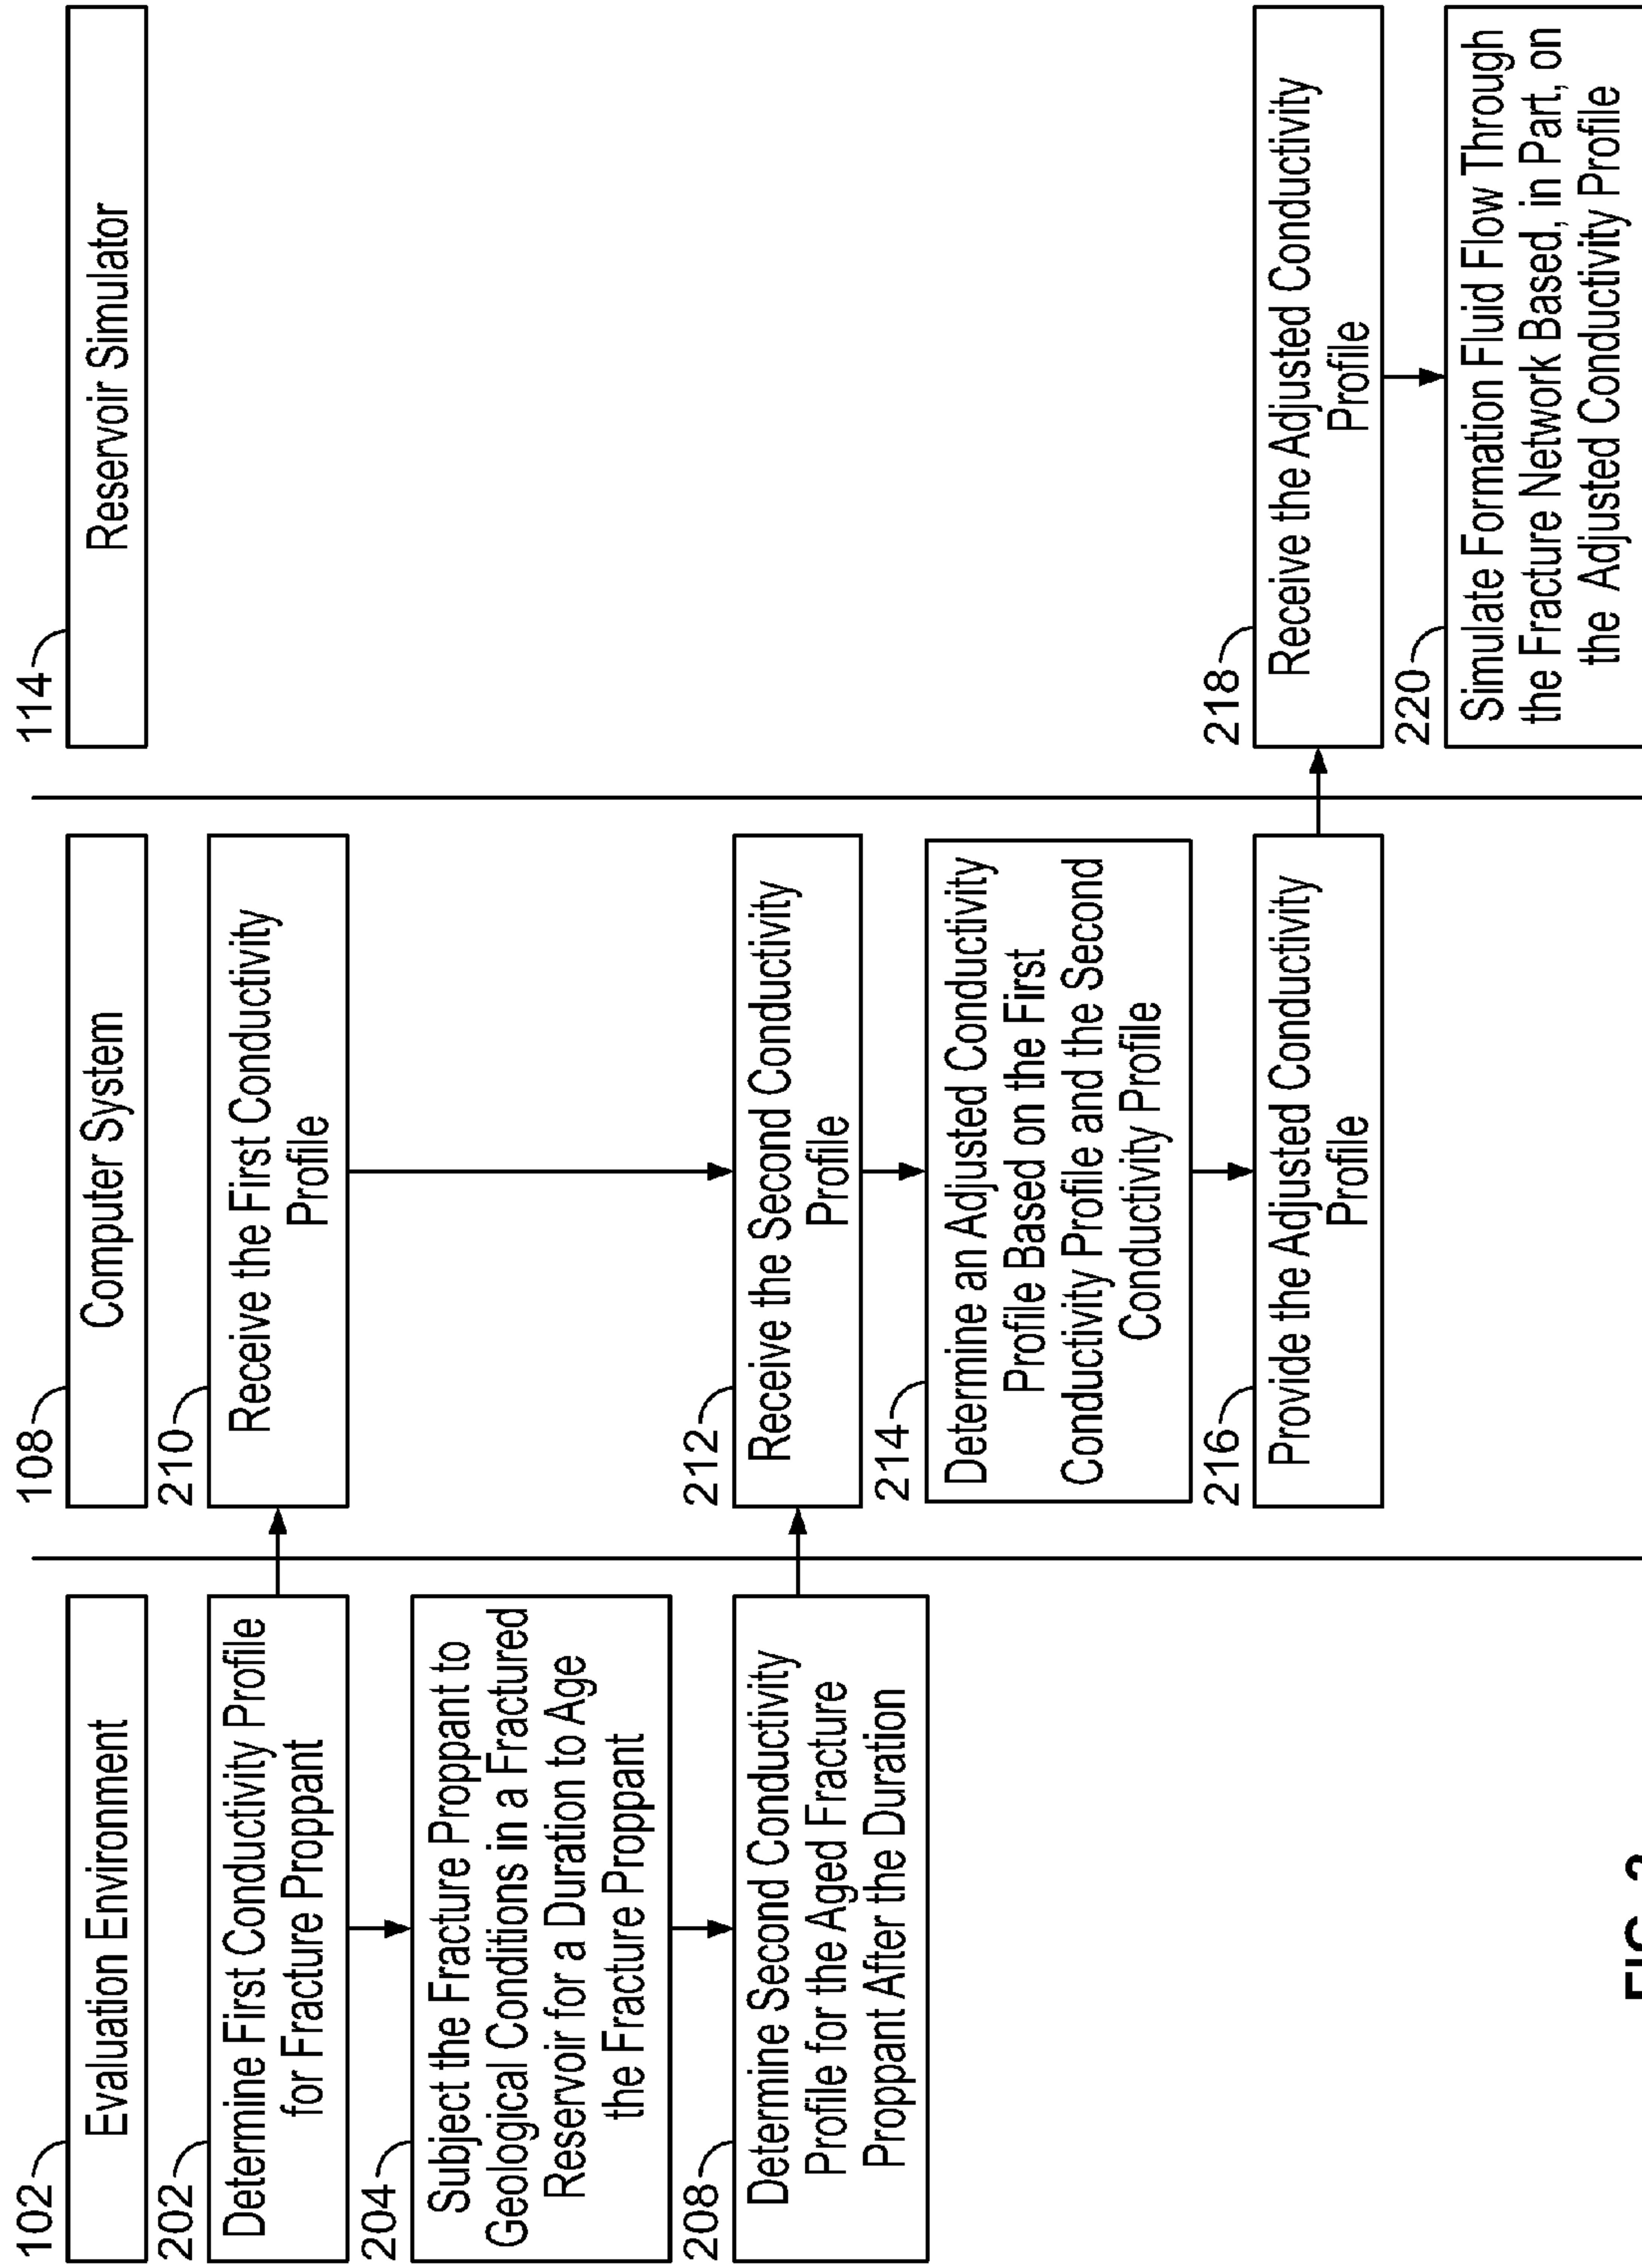 102
Evaluation Environment
202
Determine First Conductivity Profile
for Fracture Proppant
204
Subject the Fracture Proppant to
Geological Conditions in a Fractured
Reservoir for a Duration to Age
the Fracture Proppant
208
Determine Second Conductivity
Profile for the Aged Fracture
Proppant After the Duration
108
Computer System
210
Receive the First Conductivity
Profile
212
Receive the Second Conductivity
Profile
214
Determine an Adjusted Conductivity
Profile Based on the First
Conductivity Profile and the Second
Conductivity Profile
216
Provide the Adjusted Conductivity
Profile
114
Reservoir Simulator
218
Receive the Adjusted Conductivity
Profile
220
Simulate Formation Fluid Flow Through
the Fracture Network Based, in Part, on
the Adjusted Conductivity Profile